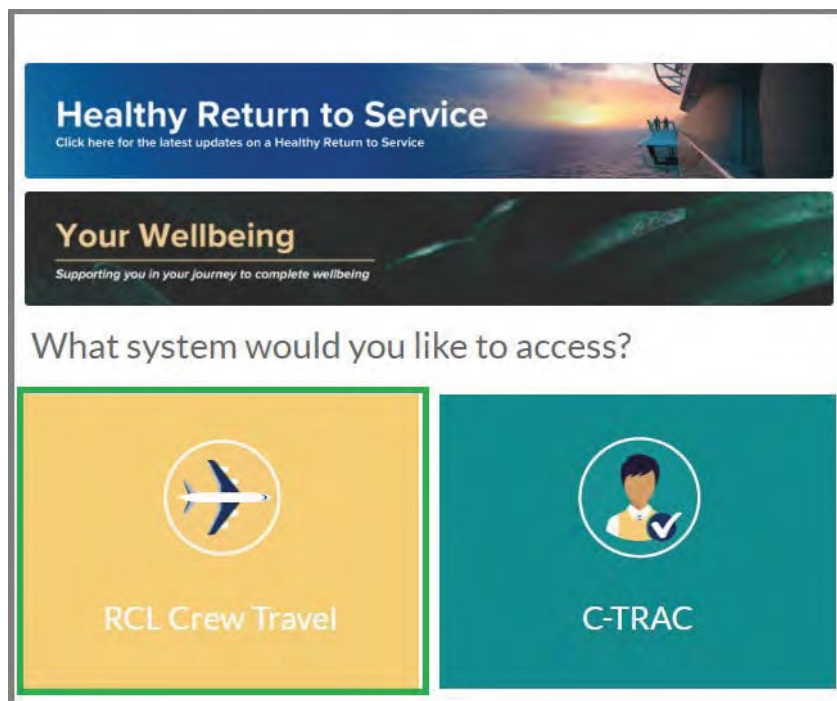 Healthy Return to Service
Click here for the latest updates on a Healthy Return to Service
Your Wellbeing
Supporting you in your journey to complete wellbeing
What system would you like to access?
RCL Crew Travel
C-TRAC